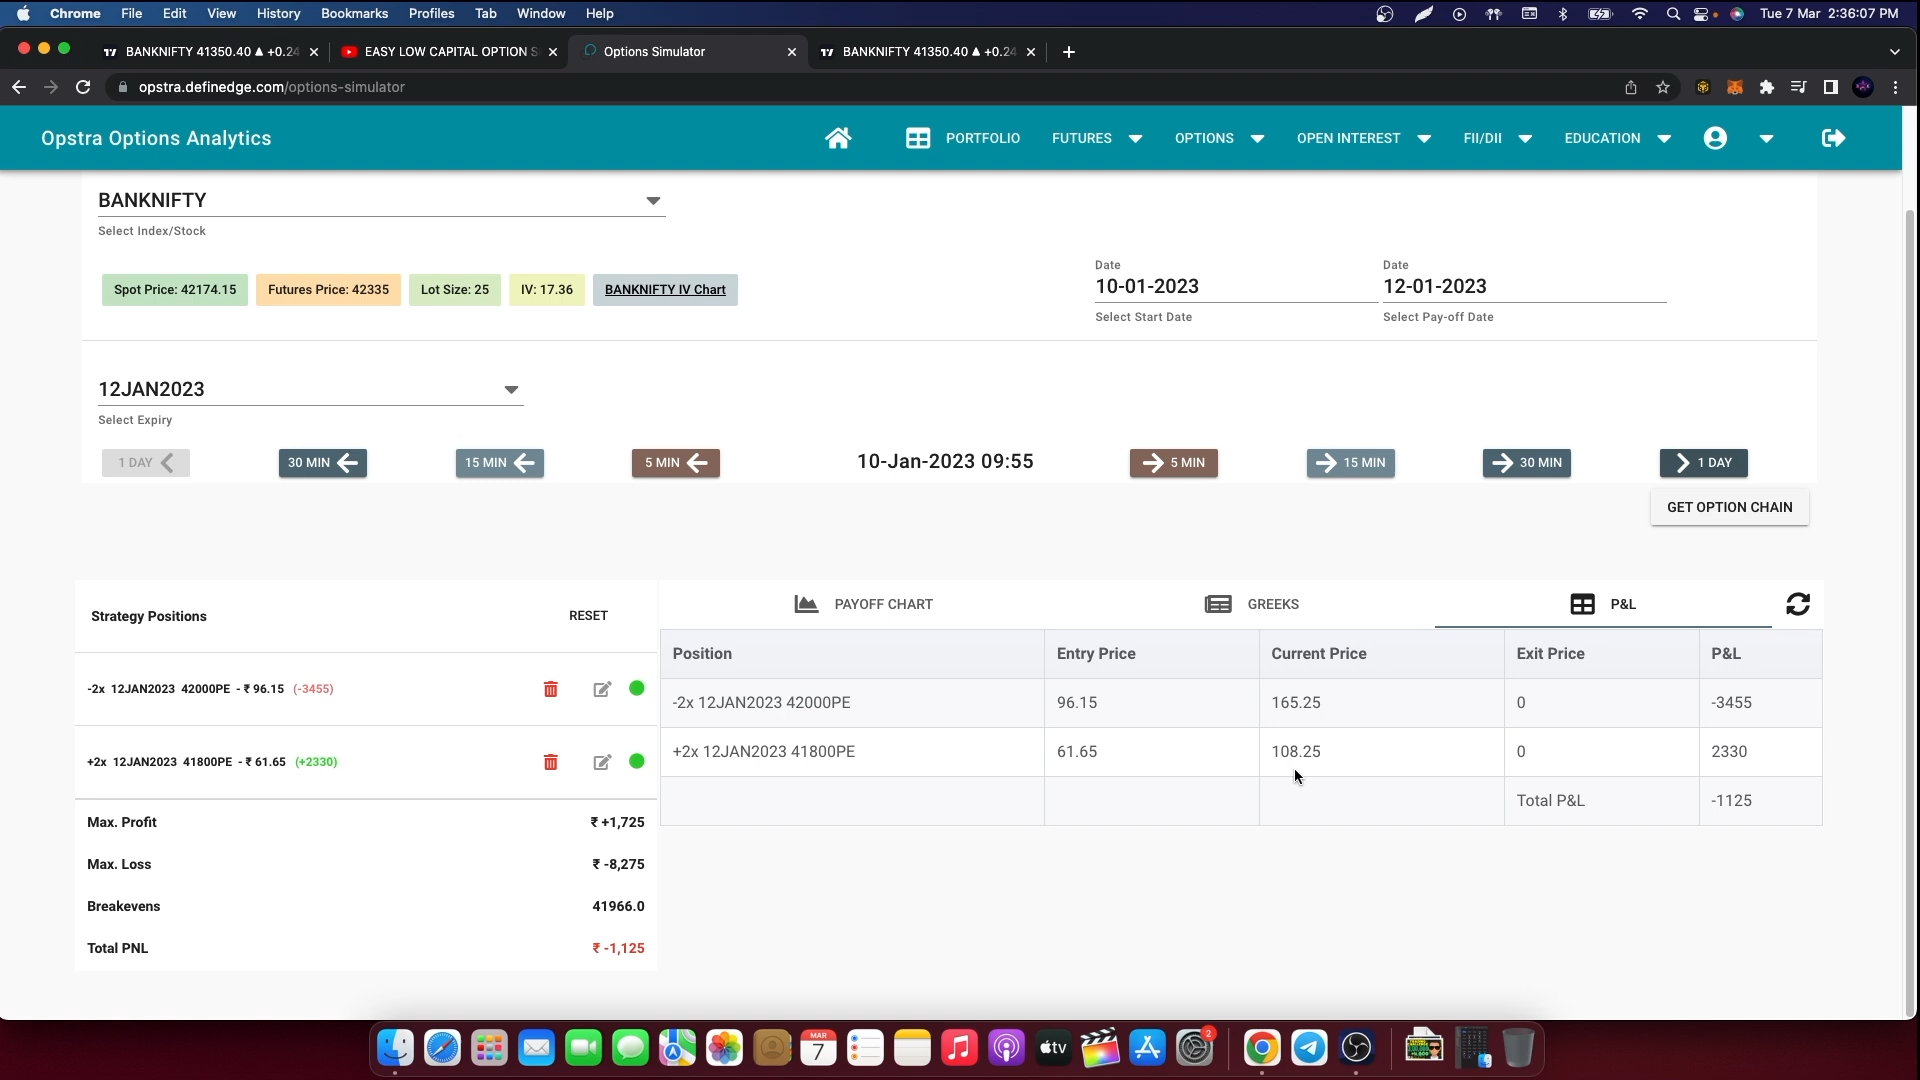 Chrome File Edit View History Bookmarks Profiles Tab Window Help Tue 7 Mar 2:36:07 PM
BANKNIFTY 41350.40 ▲ +0.24 EASY LOW CAPITAL OPTION S Options Simulator BANKNIFTY 41350.40 ▲ +0.24
opstra.definedge.com/options-simulator
Opstra Options Analytics PORTFOLIO FUTURES OPTIONS OPEN INTEREST FII/DII EDUCATION
BANKNIFTY
Select Index/Stock
Spot Price: 42174.15 Futures Price: 42335 Lot Size: 25 IV: 17.36 BANKNIFTY IV Chart
Date Date
10-01-2023 12-01-2023
Select Start Date Select Pay-off Date
12JAN2023
Select Expiry
1 DAY 30 MIN 15 MIN 5 MIN 10-Jan-2023 09:55 5 MIN 15 MIN 30 MIN 1 DAY
GET OPTION CHAIN
Strategy Positions RESET
-2x 12JAN2023 42000PE - ₹ 96.15 (-3455)
+2x 12JAN2023 41800PE - ₹ 61.65 (+2330)
Max. Profit ₹ +1,725
Max. Loss ₹ -8,275
Breakevens 41966.0
Total PNL ₹ -1,125
PAYOFF CHART GREEKS P&L
Position Entry Price Current Price Exit Price P&L
-2x 12JAN2023 42000PE 96.15 165.25 0 -3455
+2x 12JAN2023 41800PE 61.65 108.25 0 2330
Total P&L -1125
MAR
7
tv
2